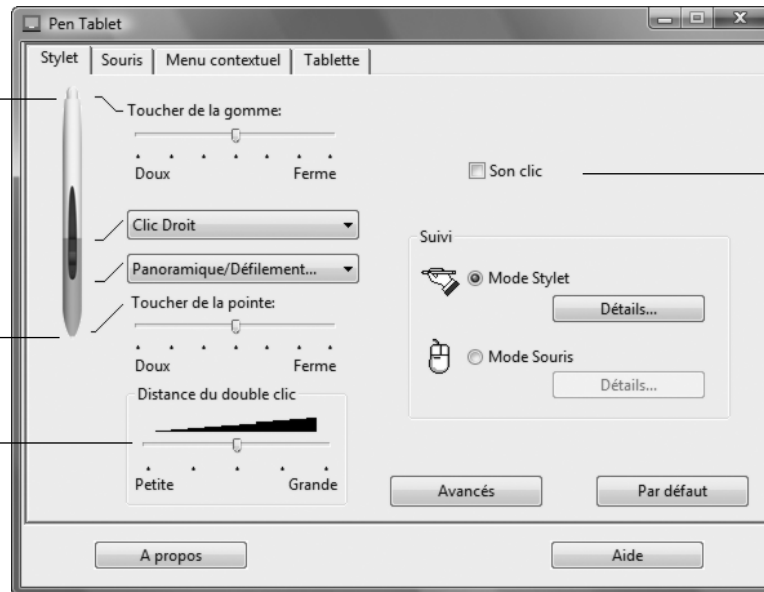 Pen Tablet
Stylet Souris Menu contextuel Tablette
Toucher de la gomme:
Doux Ferme
Clic Droit
Panoramique/Défilement...
Toucher de la pointe:
Doux Ferme
Distance du double clic
Petite Grande
Son clic
Suivi
Mode Stylet
Détails...
Mode Souris
Détails...
Avancés Par défaut
A propos Aide